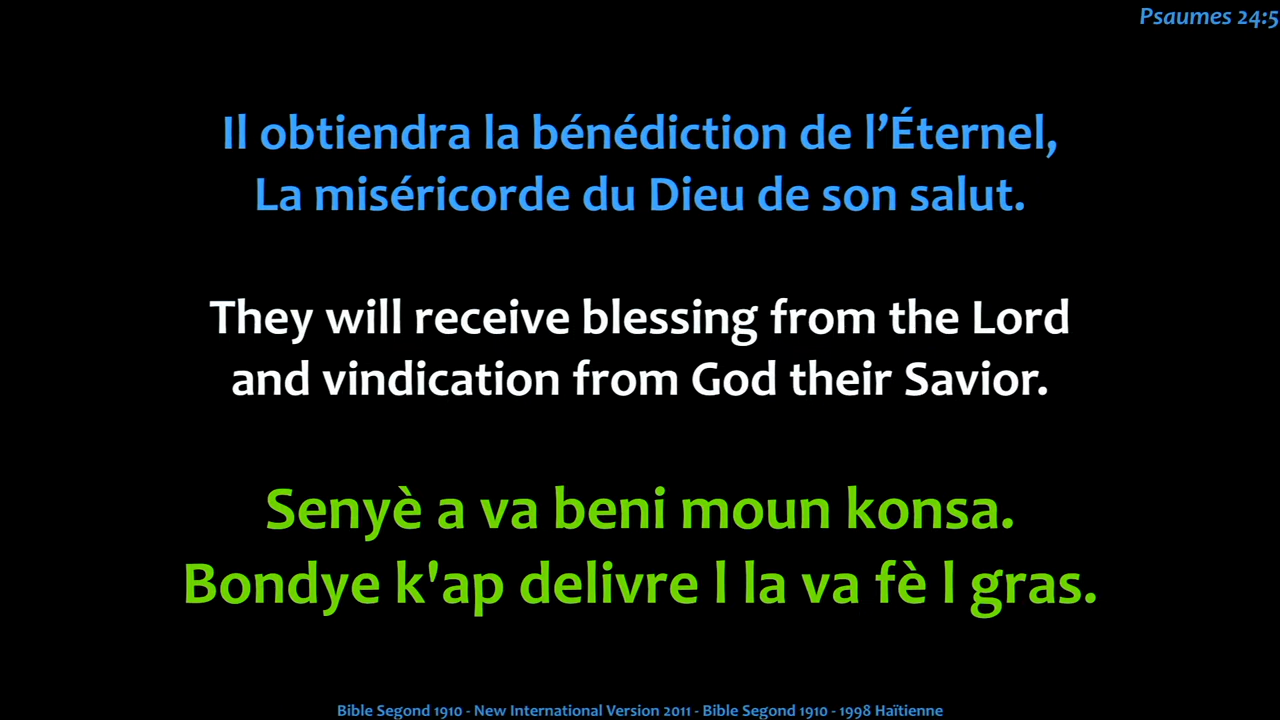 Psaumes 24:5
Il obtiendra la bénédiction de l’Éternel,
La miséricorde du Dieu de son salut.
They will receive blessing from the Lord
and vindication from God their Savior.
Senyè a va beni moun konsa.
Bondye k'ap delivre l la va fè l gras.
Bible Segond 1910 - New International Version 2011 - Bible Segond 1910 - 1998 Haïtienne